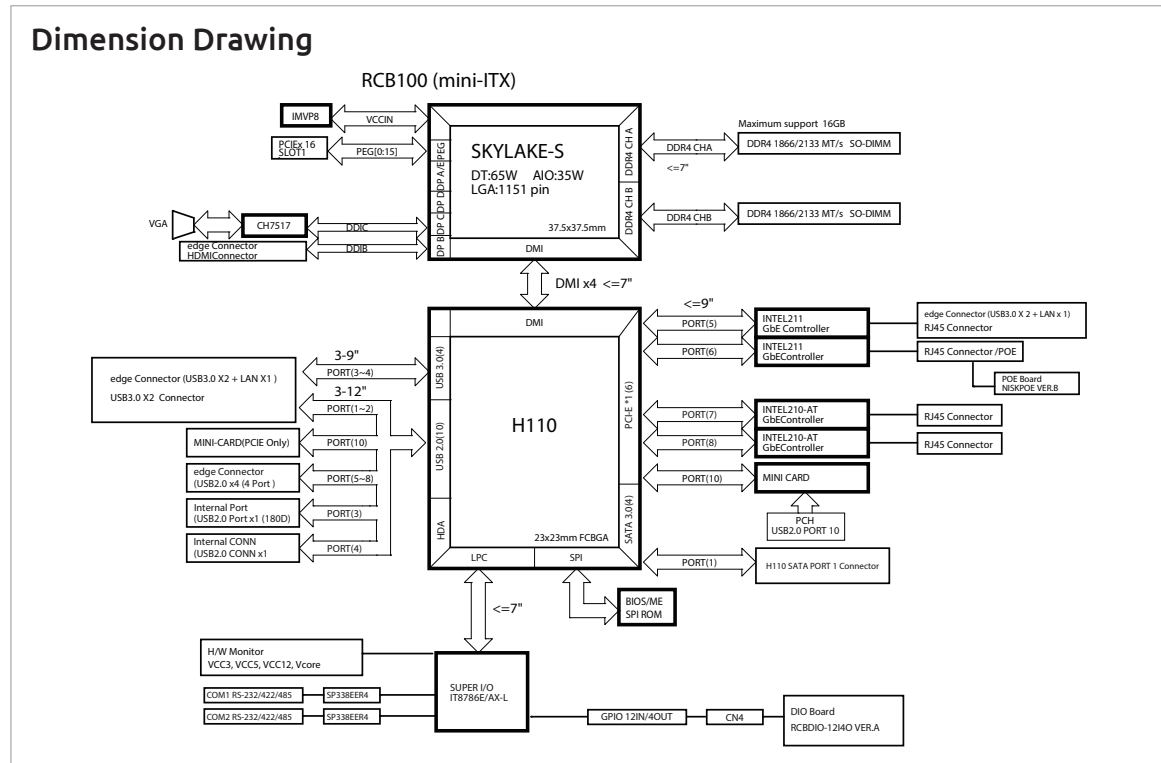 Dimension Drawing
RCB100 (mini-ITX)
IMVP8
VCCIN
PCIEx 16
SLOT1
PEG[0:15]
VGA
CH7517
DDIC
edge Connector
HDMIConnector
DDIB
PEG
DDP A/E
DP C
DP C
DP B
SKYLAKE-S
DT:65W AIO:35W
LGA:1151 pin
37.5x37.5mm
DMI
DDR4 CH A
DDR4 CH B
Maximum support 16GB
DDR4 CHA
DDR4 1866/2133 MT/s SO-DIMM
<=7"
DDR4 CHB
DDR4 1866/2133 MT/s SO-DIMM
DMI x4 <=7"
DMI
H110
23x23mm FCBGA
USB 3.0(4)
USB 2.0(10)
HDA
LPC
SPI
PCI-E *1 (6)
SATA 3.0(4)
3-9"
PORT(3~4)
3-12"
edge Connector (USB3.0 X2 + LAN X1 )
USB3.0 X2 Connector
PORT(1~2)
MINI-CARD(PCIE Only)
PORT(10)
edge Connector
(USB2.0 x4 (4 Port )
PORT(5~8)
Internal Port
(USB2.0 Port x1 (180D)
PORT(3)
Internal CONN
(USB2.0 CONN x1
PORT(4)
<=9"
PORT(5)
INTEL211
GbE Comtroller
edge Connector (USB3.0 X 2 + LAN x 1)
RJ45 Connector
PORT(6)
INTEL211
GbEController
RJ45 Connector /POE
POE Board
NISKPOE VER.B
PORT(7)
INTEL210-AT
GbEController
RJ45 Connector
PORT(8)
INTEL210-AT
GbEController
RJ45 Connector
PORT(10)
MINI CARD
PCH
USB2.0 PORT 10
PORT(1)
H110 SATA PORT 1 Connector
<=7"
BIOS/ME
SPI ROM
H/W Monitor
VCC3, VCC5, VCC12, Vcore
SUPER I/O
IT8786E/AX-L
COM1 RS-232/422/485
SP338EER4
COM2 RS-232/422/485
SP338EER4
GPIO 12IN/4OUT
CN4
DIO Board
RCBDIO-12I4O VER.A